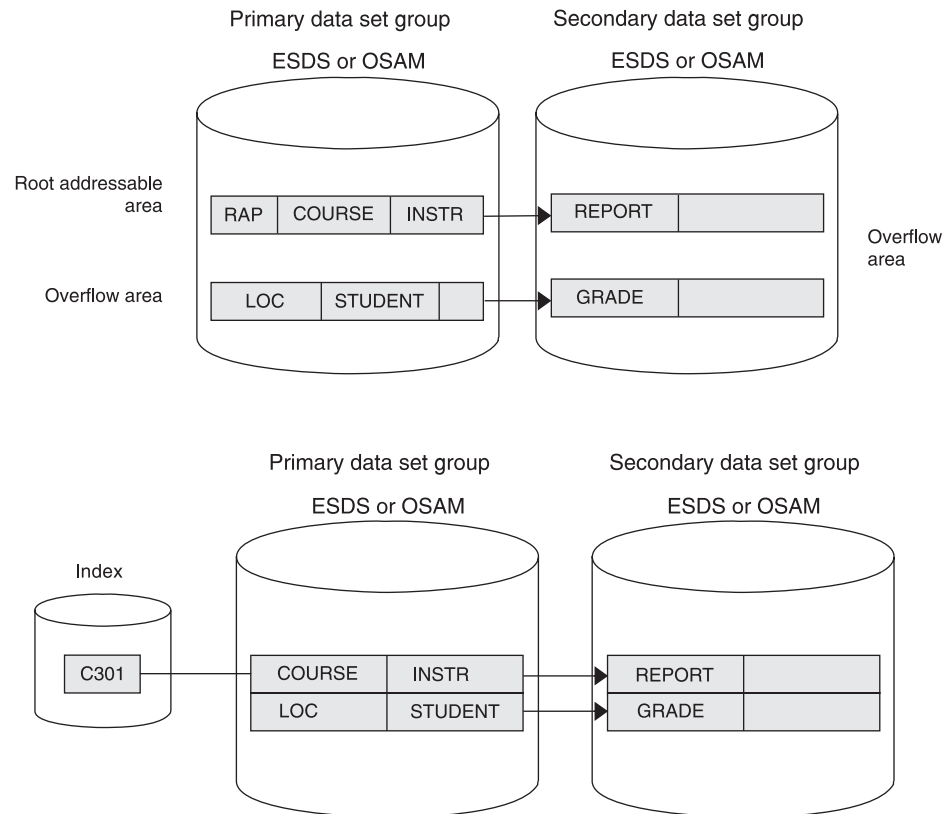 Primary data set group
Secondary data set group
ESDS or OSAM
ESDS or OSAM
Root addressable
area
RAP
COURSE
INSTR
REPORT
Overflow
area
Overflow area
LOC
STUDENT
GRADE
Primary data set group
Secondary data set group
ESDS or OSAM
ESDS or OSAM
Index
C301
COURSE
INSTR
REPORT
LOC
STUDENT
GRADE